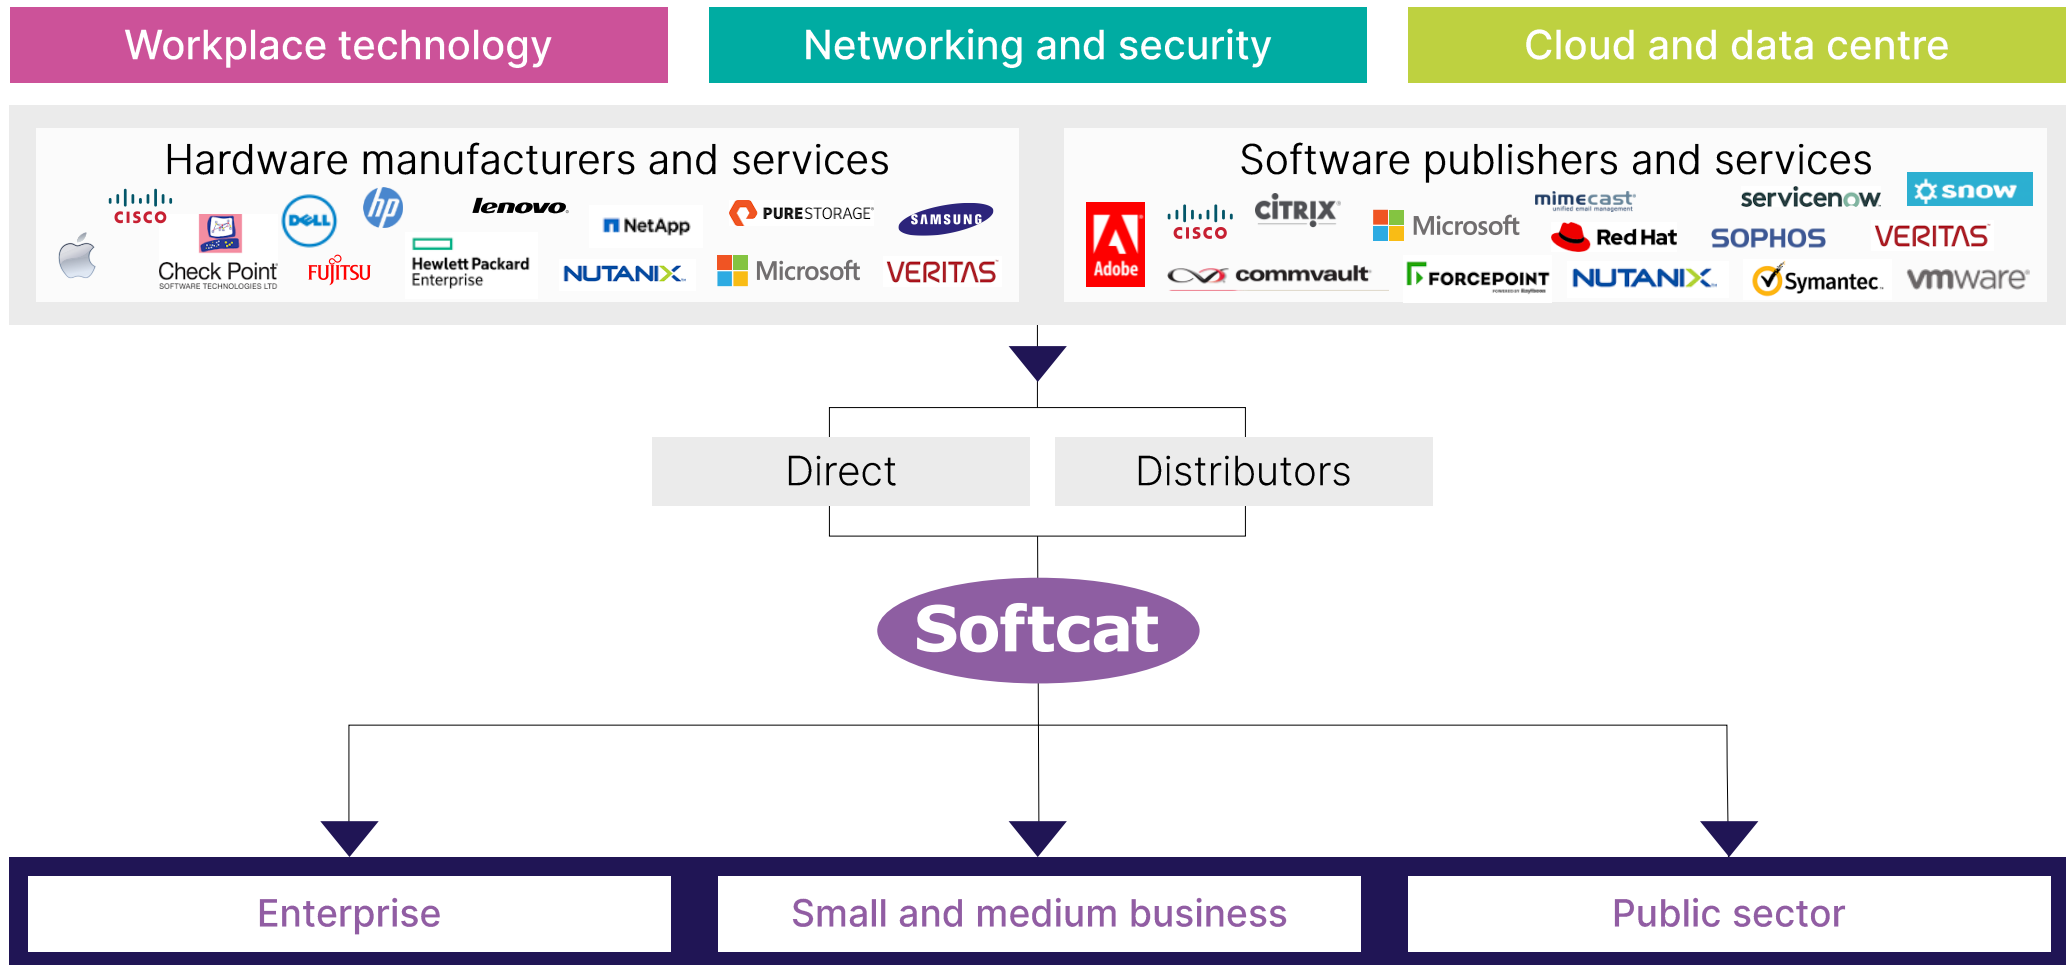 Workplace technology
Networking and security
Cloud and data centre
Hardware manufacturers and services
CISCO
Check Point
SOFTWARE TECHNOLOGIES LTD
DELL
hp
FUJITSU
lenovo
Hewlett Packard
Enterprise
NetApp
NUTANIX
PURESTORAGE
Microsoft
SAMSUNG
VERITAS
Software publishers and services
Adobe
CISCO
CITRIX
commvault
Microsoft
FORCEPOINT
mimecast
unified email management
Red Hat
NUTANIX
servicenow
SOPHOS
Symantec
snow
VERITAS
vmware
Direct
Distributors
Softcat
Enterprise
Small and medium business
Public sector